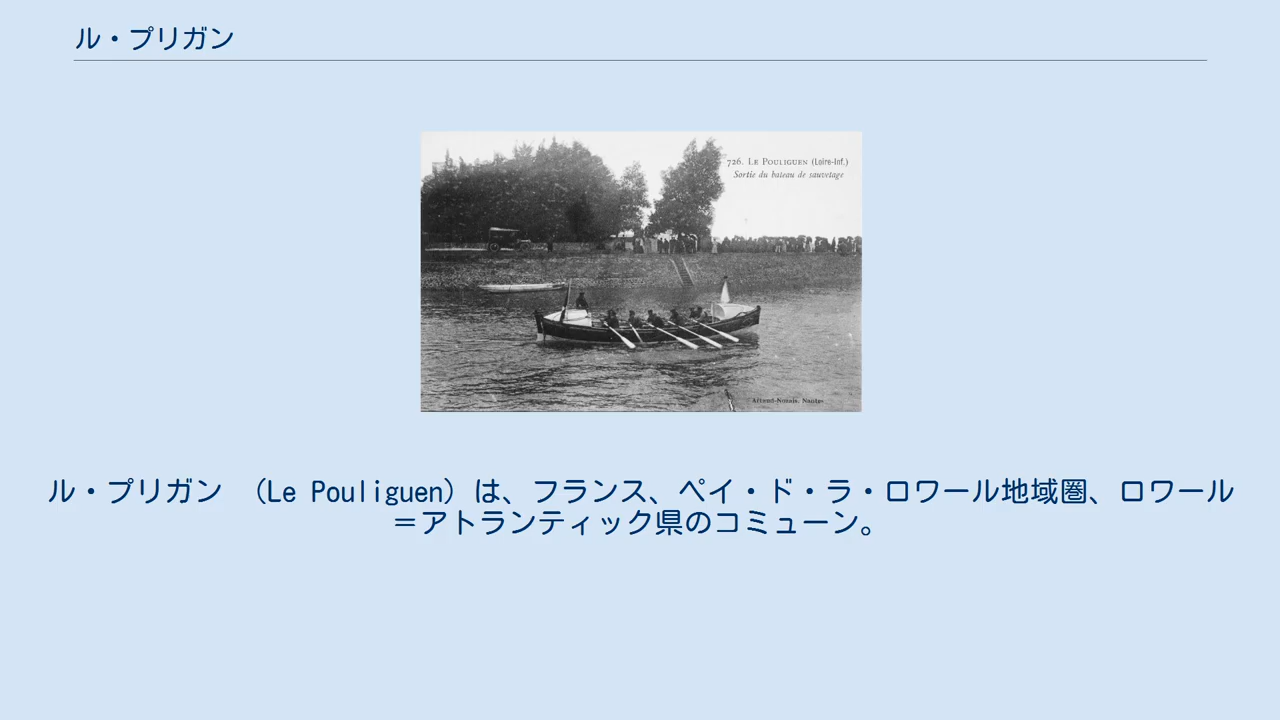 ル・プリガン
726. LE POULIGUEN (Loire-Inf.)
Sortie du bateau de sauvetage
Artaud-Nozais, Nantes
ル・プリガン （Le Pouliguen）は、フランス、ペイ・ド・ラ・ロワール地域圏、ロワール
＝アトランティック県のコミューン。